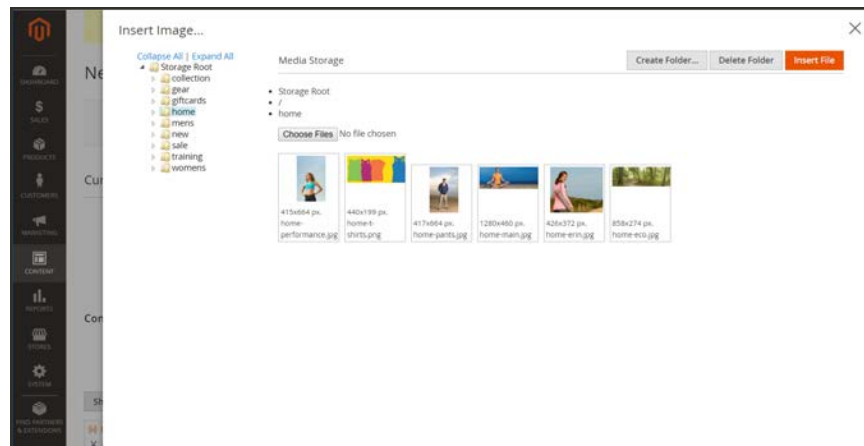 Insert Image...
Collapse All | Expand All
Storage Root
collection
gear
giftcards
home
mens
new
sale
training
womens
Media Storage
Create Folder...
Delete Folder
Insert File
Storage Root
/
home
Choose Files No file chosen
415x664 px.
home-
performance.jpg
440x199 px.
home-t-
shirts.png
417x664 px.
home-pants.jpg
1280x460 px.
home-main.jpg
426x372 px.
home-erin.jpg
858x274 px.
home-eco.jpg
DASHBOARD
SALES
PRODUCTS
CUSTOMERS
MARKETING
CONTENT
REPORTS
STORES
SYSTEM
FIND PARTNERS
& EXTENSIONS
Ne
Cur
Con
Sh